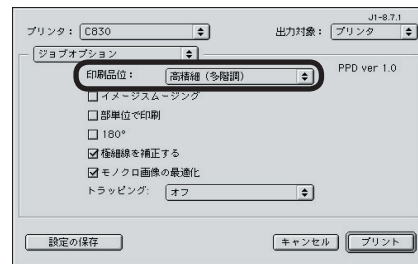 J1-8.7.1
プリンタ： C830 出力対象： プリンタ
ジョブオプション
PPD ver 1.0
印刷品位： 高精細（多階調）
イメージスムージング
部単位で印刷
180°
極細線を補正する
モノクロ画像の最適化
トラッピング: オフ
設定の保存 キャンセル プリント